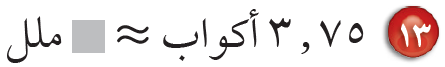 ١٣ ٣,٧٥ أكواب ≈ ■ ملل